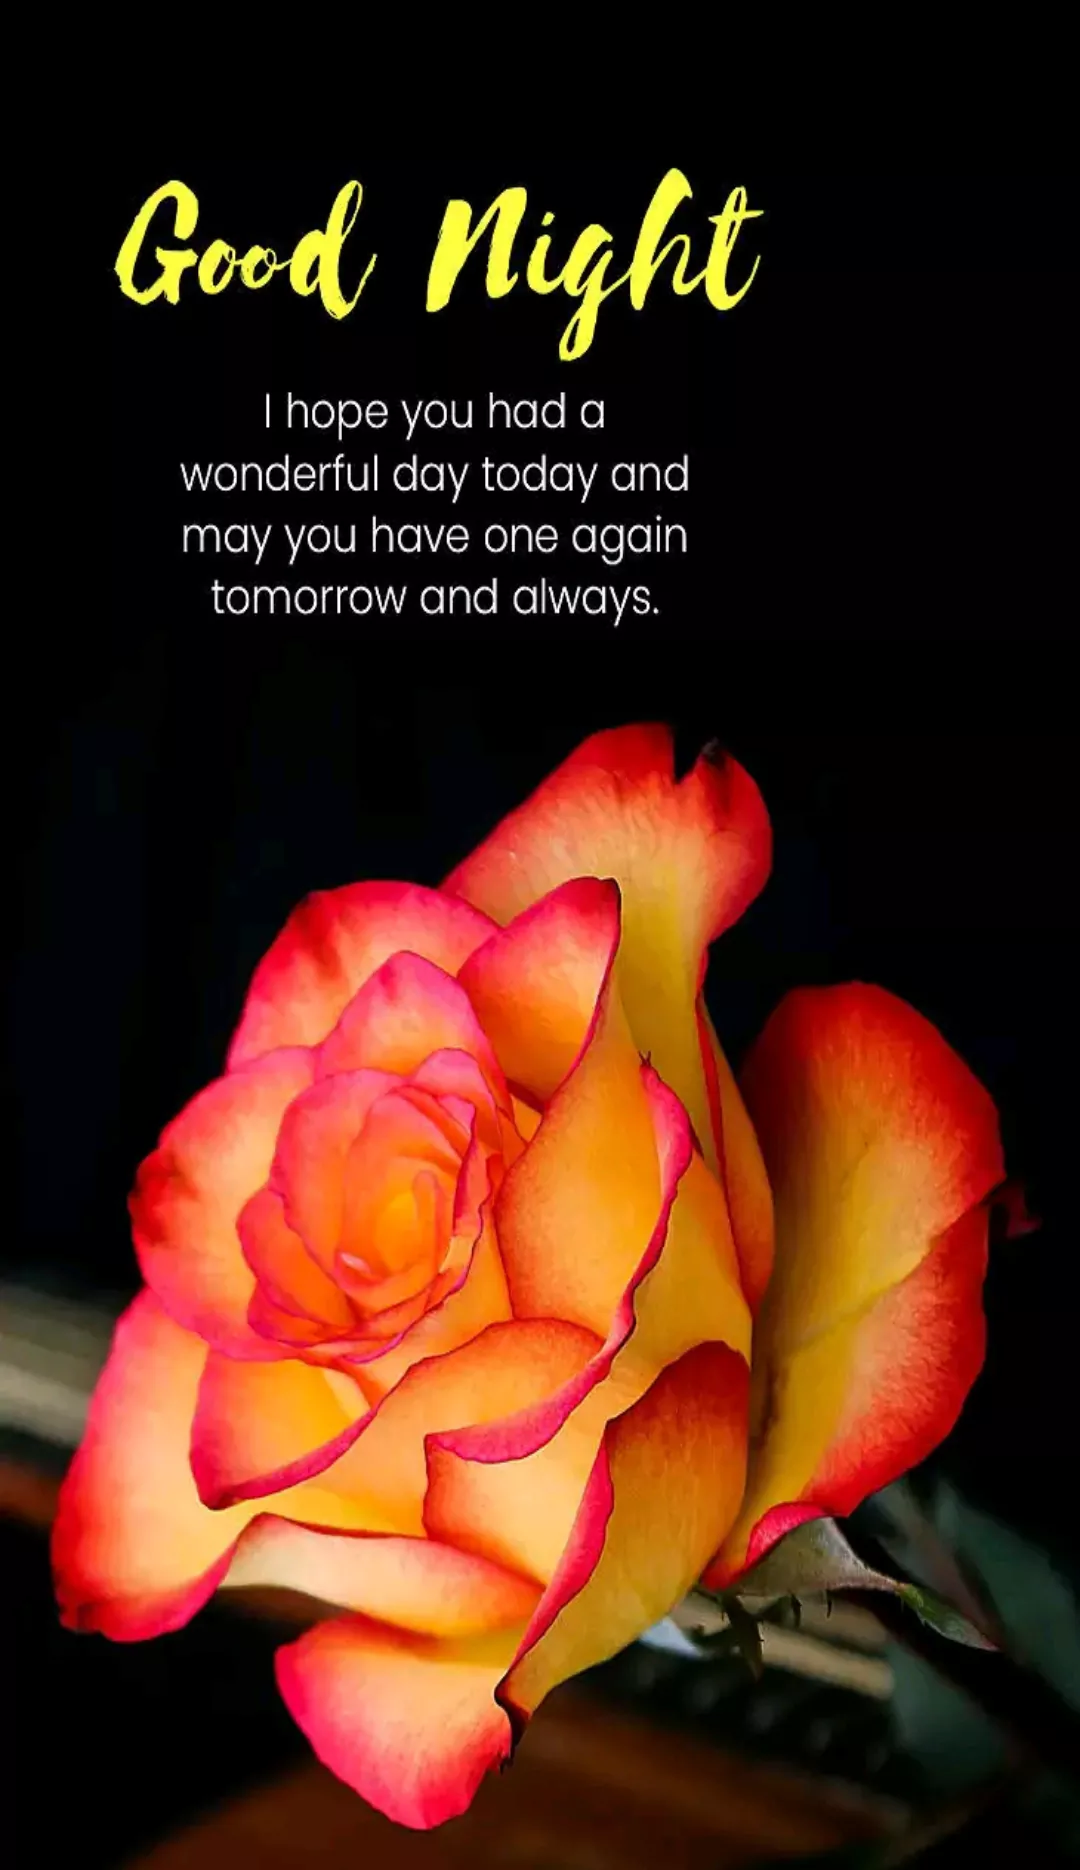 Good Night
I hope you had a
wonderful day today and
may you have one again
tomorrow and always.